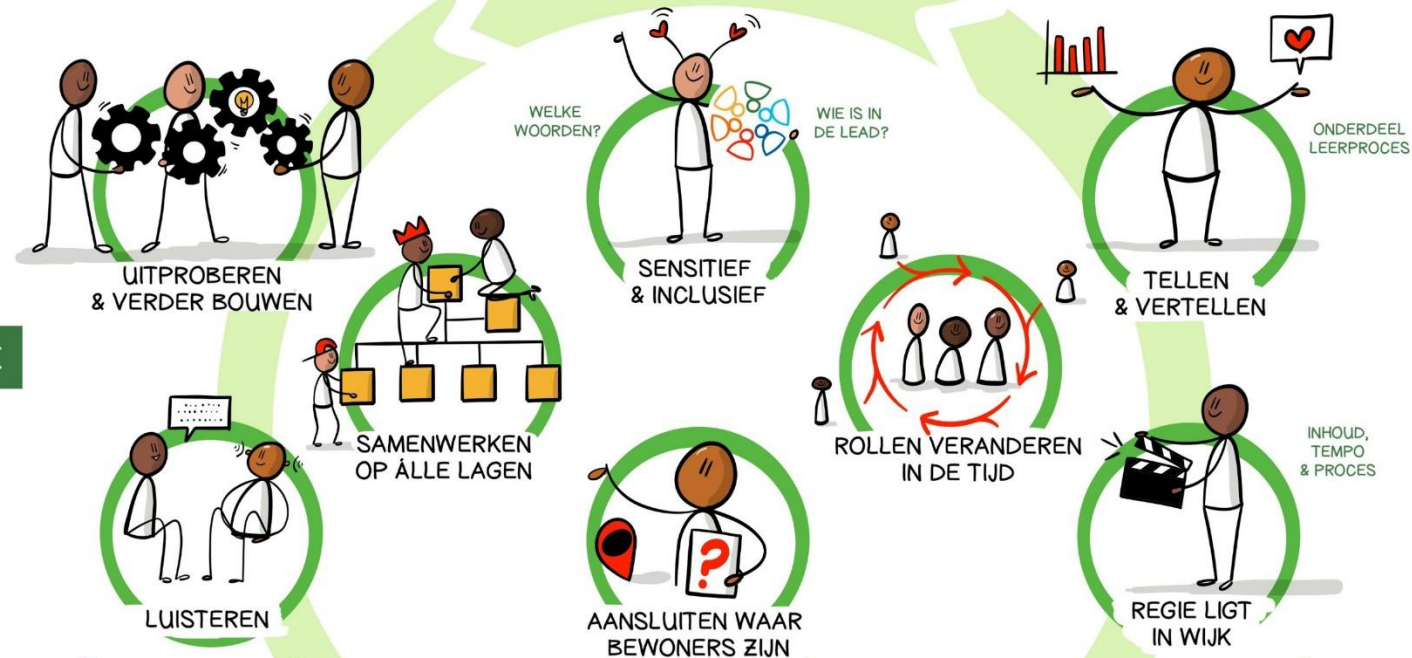 UITPROBEREN
& VERDER BOUWEN
WELKE
WOORDEN?
WIE IS IN
DE LEAD?
SENSITIEF
& INCLUSIEF
ONDERDEEL
LEERPROCES
TELLEN
& VERTELLEN
SAMENWERKEN
OP ÁLLE LAGEN
ROLLEN VERANDEREN
IN DE TIJD
LUISTEREN
AANSLUITEN WAAR
BEWONERS ZIJN
?
INHOUD,
TEMPO
& PROCES
REGIE LIGT
IN WIJK